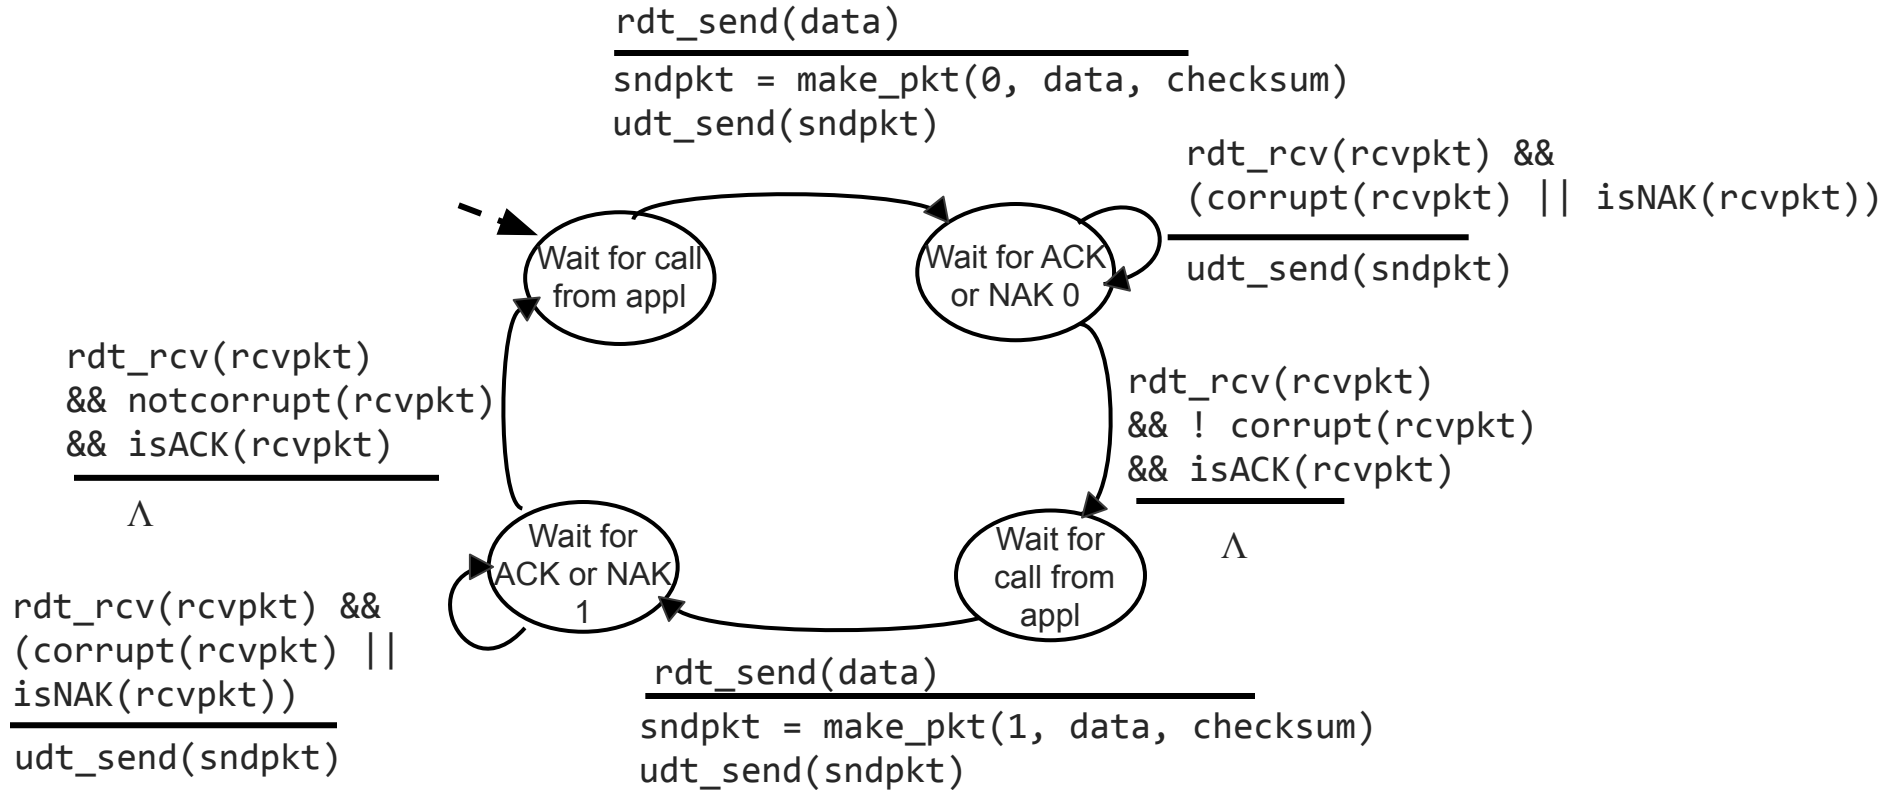 rdt_send(data)
sndpkt = make_pkt(0, data, checksum)
udt_send(sndpkt)
rdt_rcv(rcvpkt) &&
(corrupt(rcvpkt) || isNAK(rcvpkt))
udt_send(sndpkt)
Wait for call
from appl
Wait for ACK
or NAK 0
rdt_rcv(rcvpkt)
&& notcorrupt(rcvpkt)
&& isACK(rcvpkt)
Λ
rdt_rcv(rcvpkt)
&& ! corrupt(rcvpkt)
&& isACK(rcvpkt)
Λ
Wait for
ACK or NAK
1
Wait for
call from
appl
rdt_rcv(rcvpkt) &&
(corrupt(rcvpkt) ||
isNAK(rcvpkt))
udt_send(sndpkt)
rdt_send(data)
sndpkt = make_pkt(1, data, checksum)
udt_send(sndpkt)